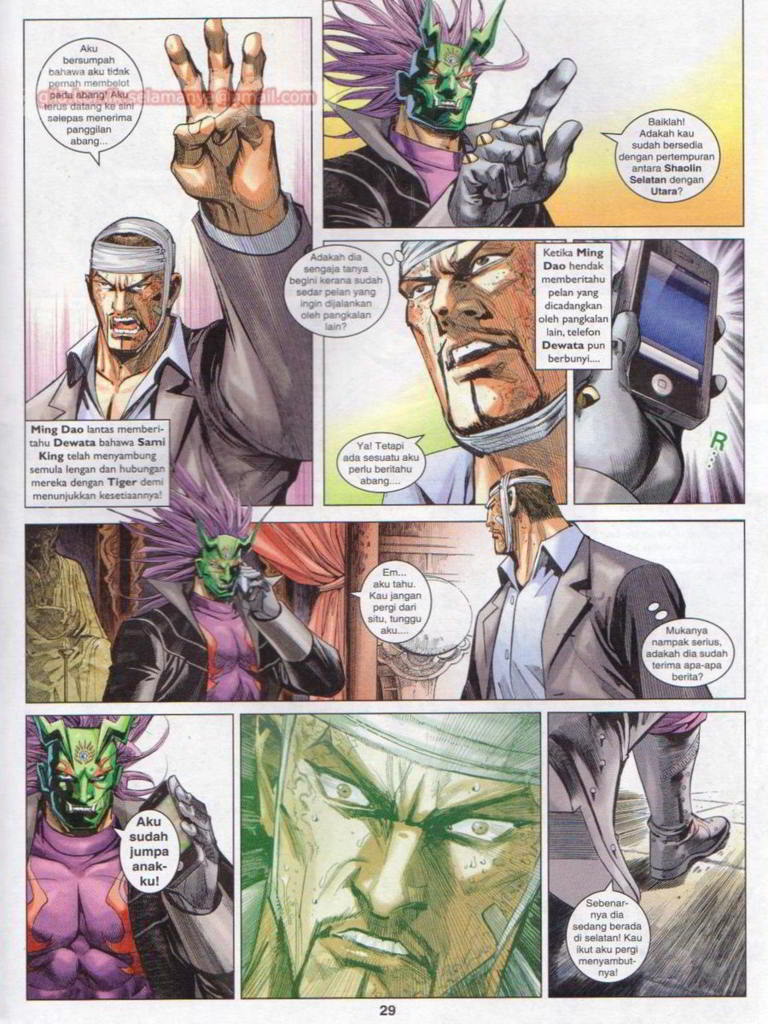 Aku
bersumpah
bahawa aku tidak
pernah membelot
pada abang! Aku
terus datang ke sini
selepas menerima
panggilan
abang...
selamanya@gmail.com
Baiklah!
Adakah kau
sudah bersedia
dengan pertempuran
antara Shaolin
Selatan dengan
Utara?
Ming Dao lantas memberi-
tahu Dewata bahawa Sami
King telah menyambung
semula lengan dan hubungan
mereka dengan Tiger demi
menunjukkan kesetiaannya!
Adakah dia
sengaja tanya
begini kerana sudah
sedar pelan yang
ingin dijalankan
oleh pangkalan
lain?
Ya! Tetapi
ada sesuatu aku
perlu beritahu
abang....
Ketika Ming
Dao hendak
memberitahu
pelan yang
dicadangkan
oleh pangkalan
lain, telefon
Dewata pun
berbunyi....
R
Em...
aku tahu.
Kau jangan
pergi dari
situ, tunggu
aku....
Mukanya
nampak serius,
adakah dia sudah
terima apa-apa
berita?
Aku
sudah
jumpa
anak-
ku!
Sebenar-
nya dia
sedang berada
di selatan! Kau
ikut aku pergi
menyambut-
nya!
29